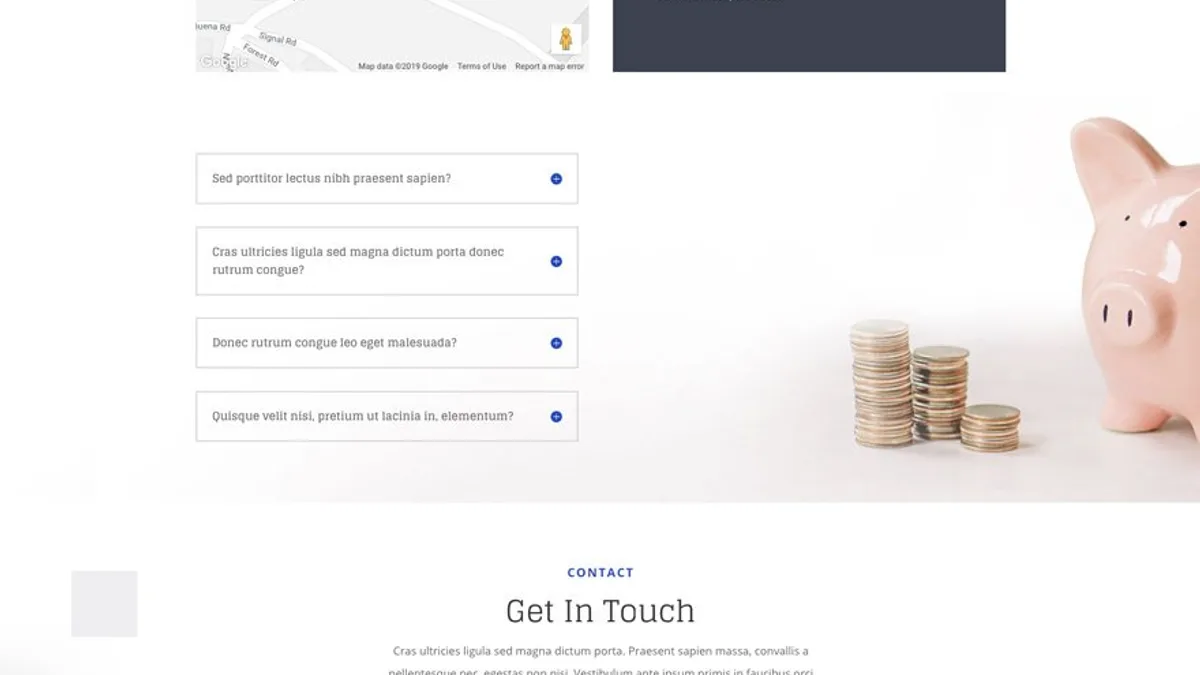 Buena Rd
Signal Rd
Forest Rd
Google
Map data ©2019 Google Terms of Use Report a map error
Sed porttitor lectus nibh praesent sapien?
Cras ultricies ligula sed magna dictum porta donec
rutrum congue?
Donec rutrum congue leo eget malesuada?
Quisque velit nisi, pretium ut lacinia in, elementum?
CONTACT
Get In Touch
Cras ultricies ligula sed magna dictum porta. Praesent sapien massa, convallis a
pellentesque nec, egestas non nisi. Vestibulum ante ipsum primis in faucibus orci